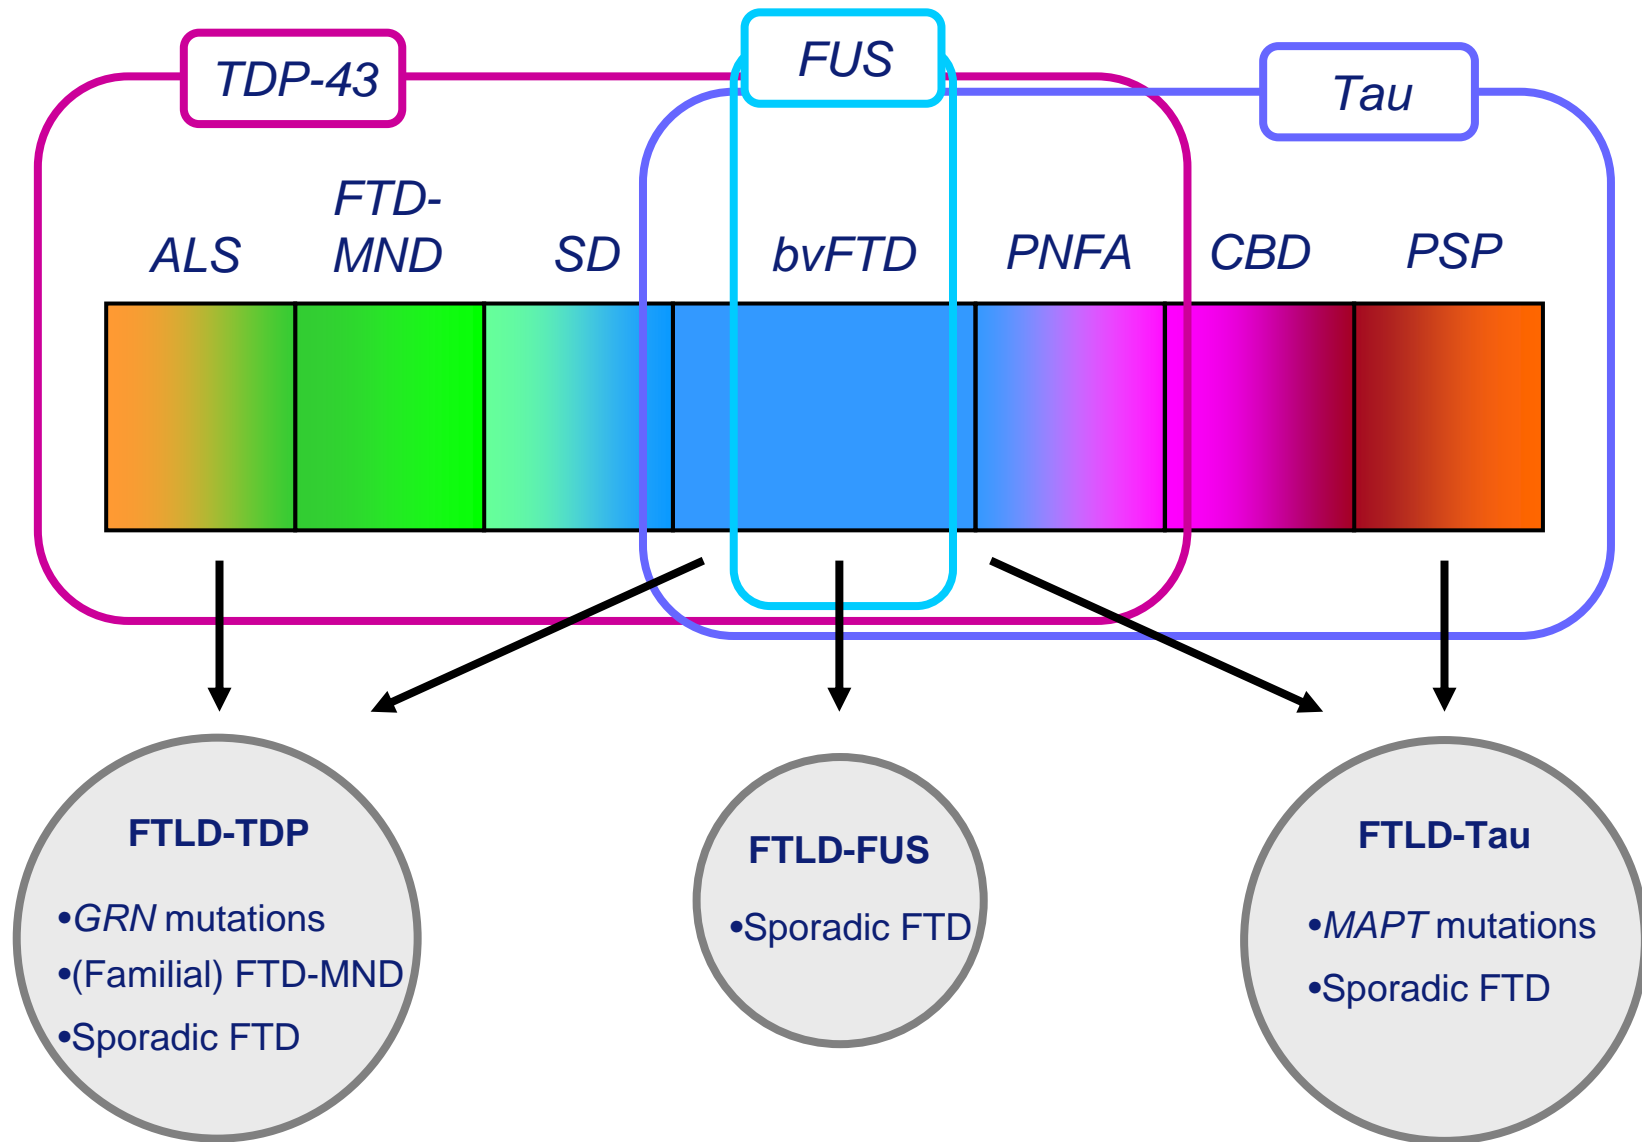 TDP-43
FUS
Tau
ALS
FTD-
MND
SD
bvFTD
PNFA
CBD
PSP
FTLD-TDP
•GRN mutations
•(Familial) FTD-MND
•Sporadic FTD
FTLD-FUS
•Sporadic FTD
FTLD-Tau
•MAPT mutations
•Sporadic FTD